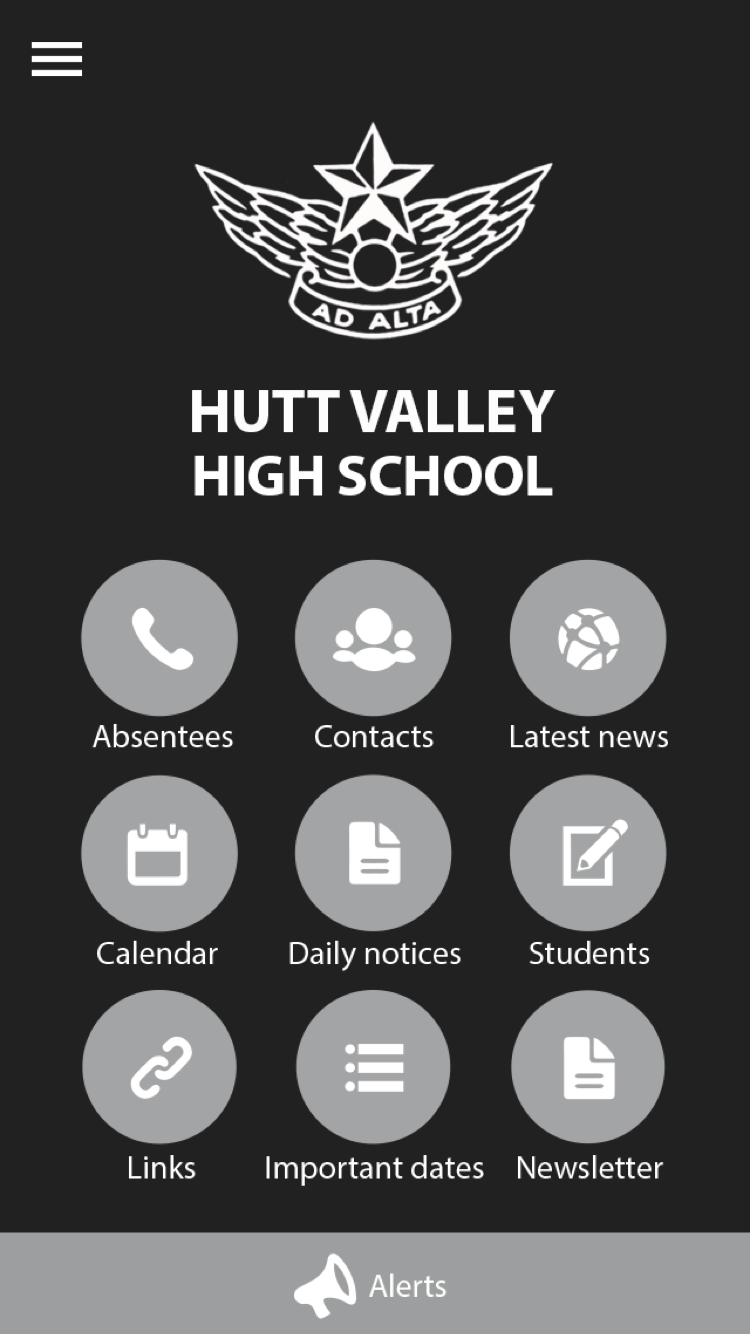 AD ALTA
HUTT VALLEY
HIGH SCHOOL
Absentees
Contacts
Latest news
Calendar
Daily notices
Students
Links
Important dates
Newsletter
Alerts